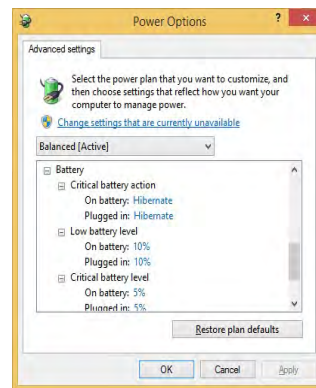 Power Options
?
×
Advanced settings
Select the power plan that you want to customize, and
then choose settings that reflect how you want your
computer to manage power.
Change settings that are currently unavailable
Balanced [Active]
Battery
Critical battery action
On battery: Hibernate
Plugged in: Hibernate
Low battery level
On battery: 10%
Plugged in: 10%
Critical battery level
On battery: 5%
Plugged in: 5%
Restore plan defaults
OK Cancel Apply